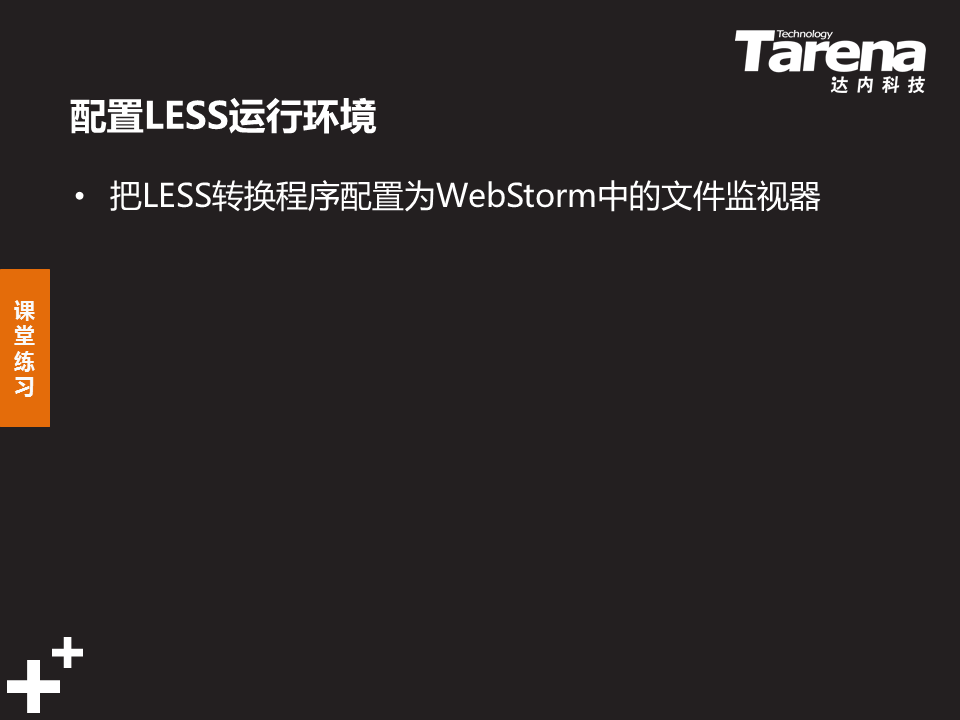 Technology
Tarena
达内科技
配置LESS运行环境
• 把LESS转换程序配置为WebStorm中的文件监视器
课
堂
练
习